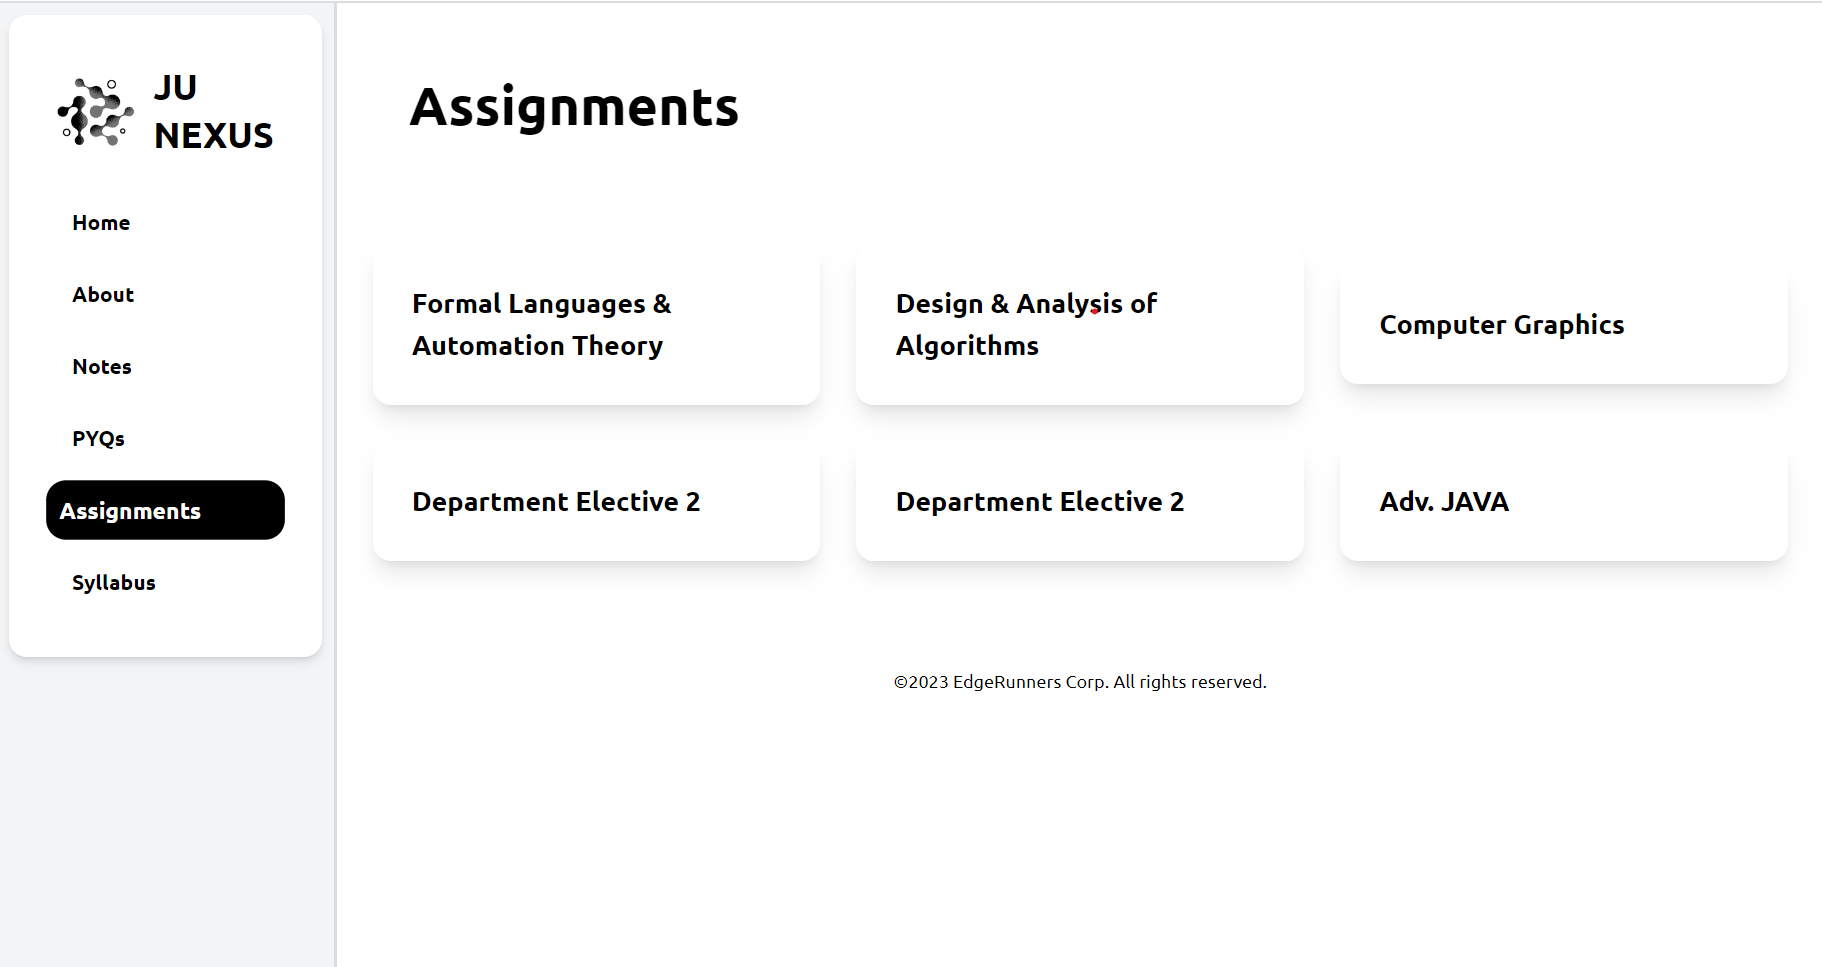 JU
NEXUS
Home
About
Notes
PYQs
Assignments
Syllabus
Assignments
Formal Languages &
Automation Theory
Design & Analysis of
Algorithms
Computer Graphics
Department Elective 2
Department Elective 2
Adv. JAVA
©2023 EdgeRunners Corp. All rights reserved.